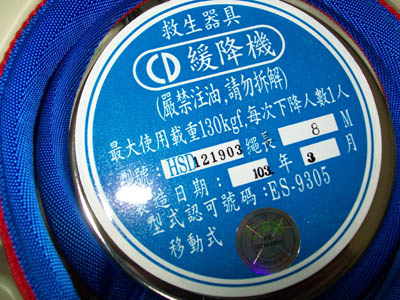 救生器具
CD 緩降機
(嚴禁注油,請勿拆解)
最大使用載重130kgf,每次下降人數1人
型號: HSD121903 繩長 8 M
造日期: 103 年 3 月
型式認可號碼:ES-9305
移動式